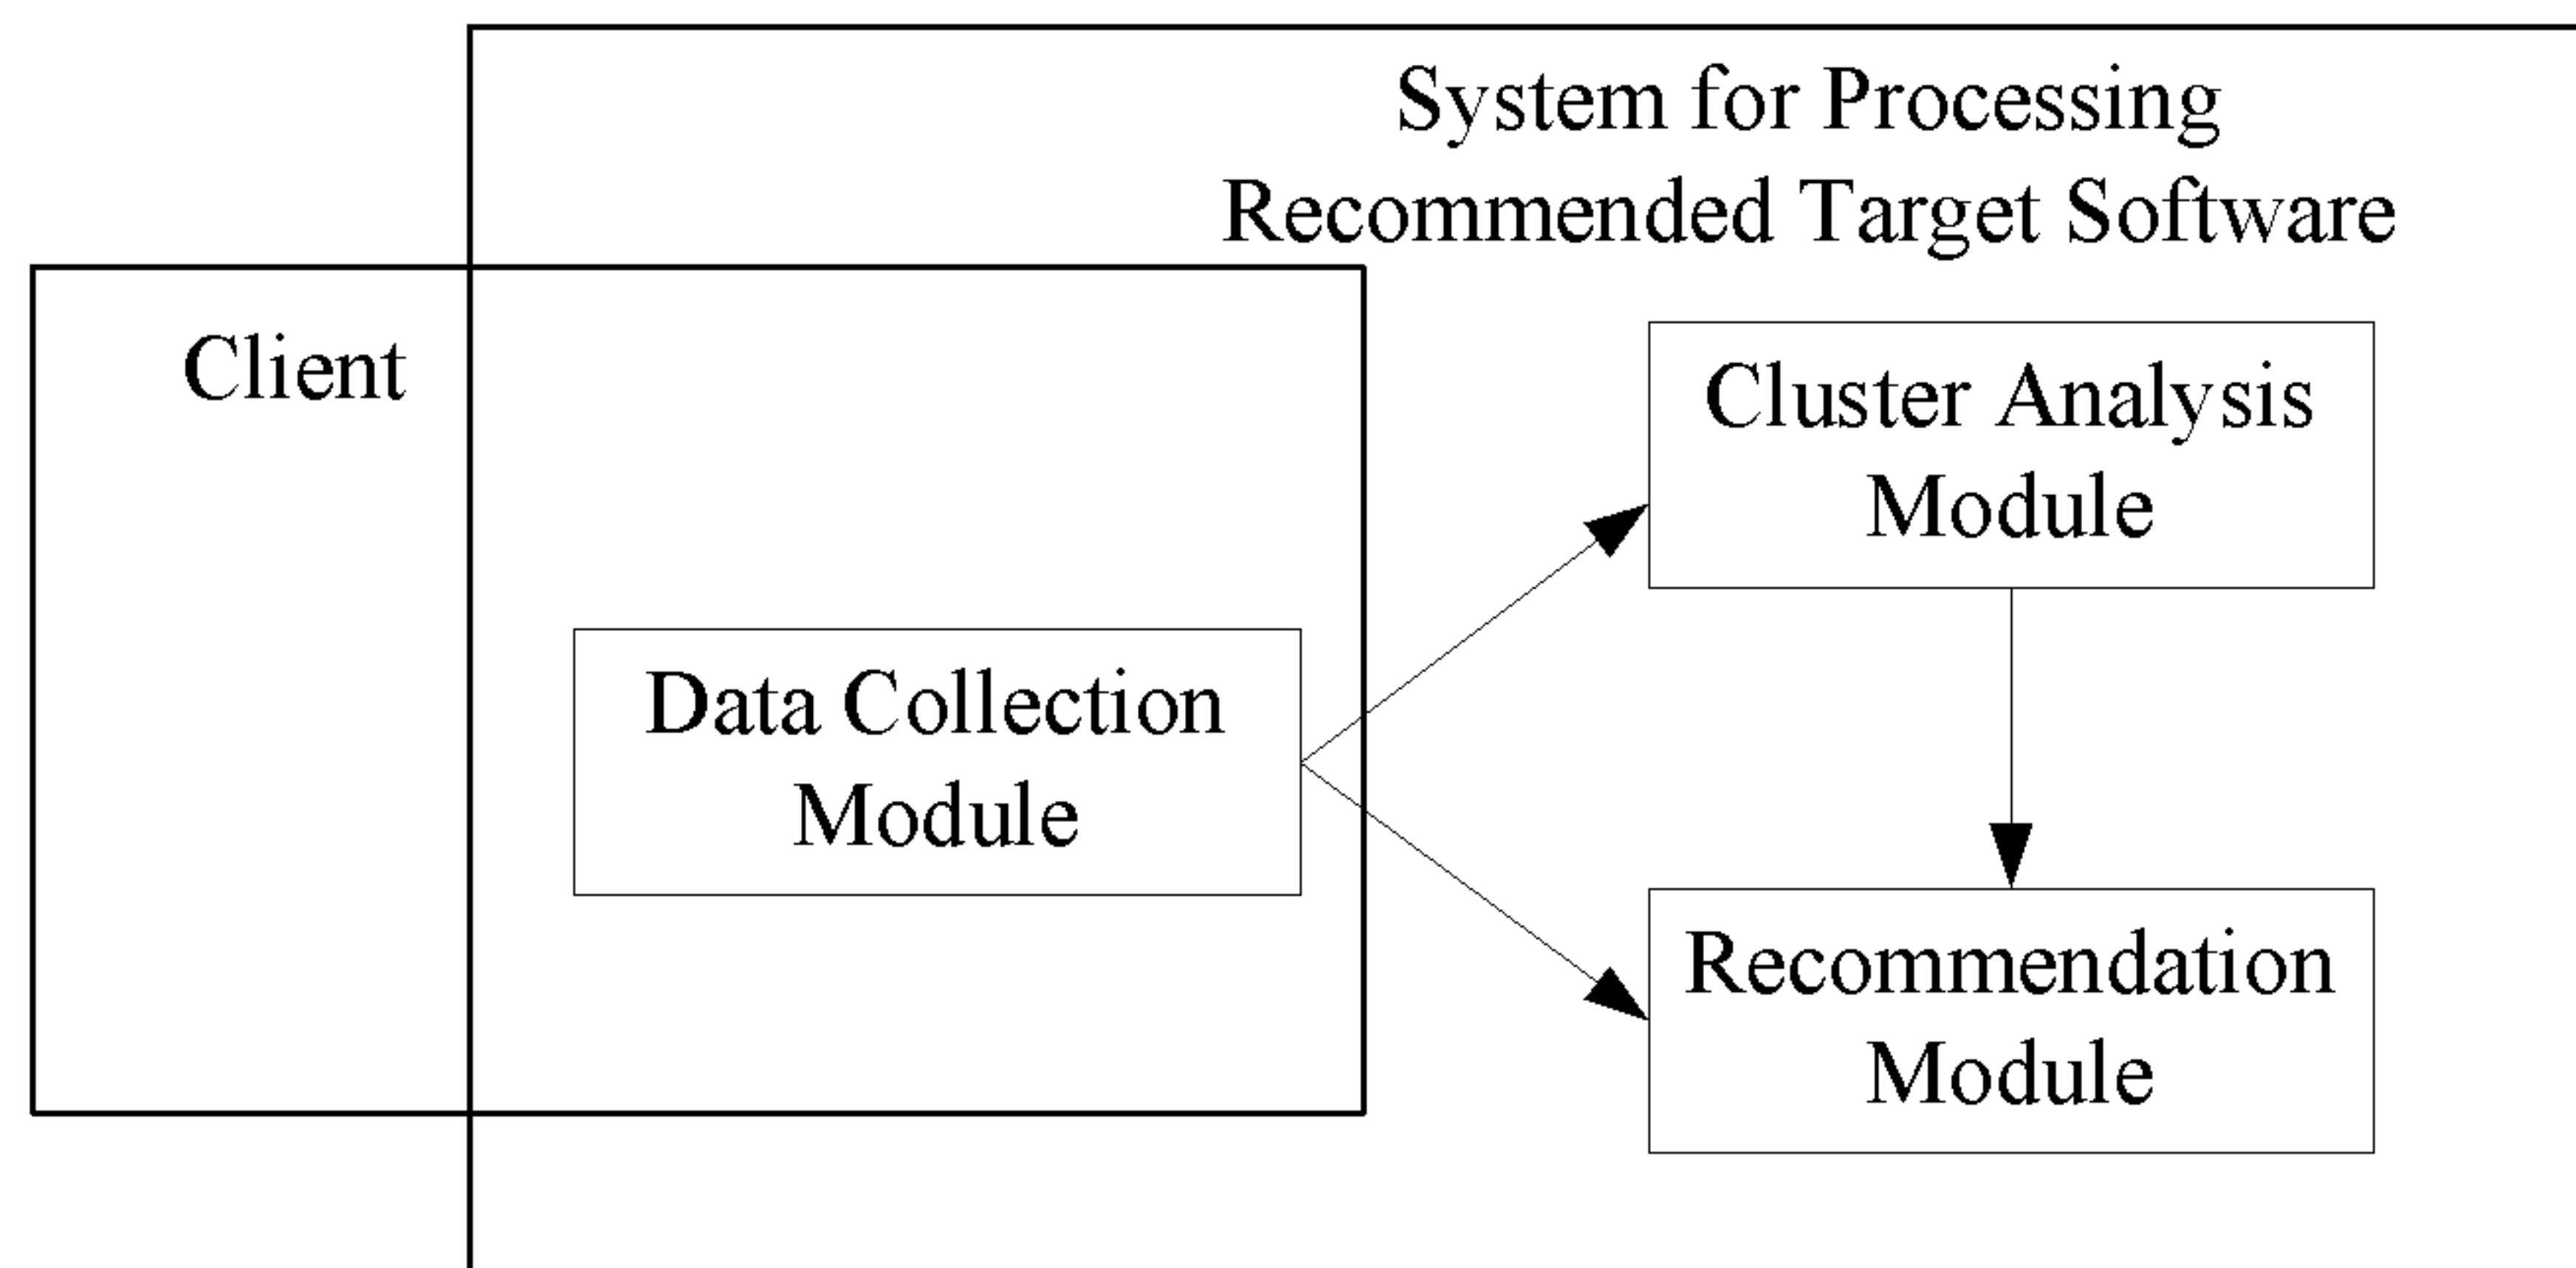 System for Processing
Recommended Target Software
Client
Cluster Analysis
Module
Data Collection
Module
Recommendation
Module